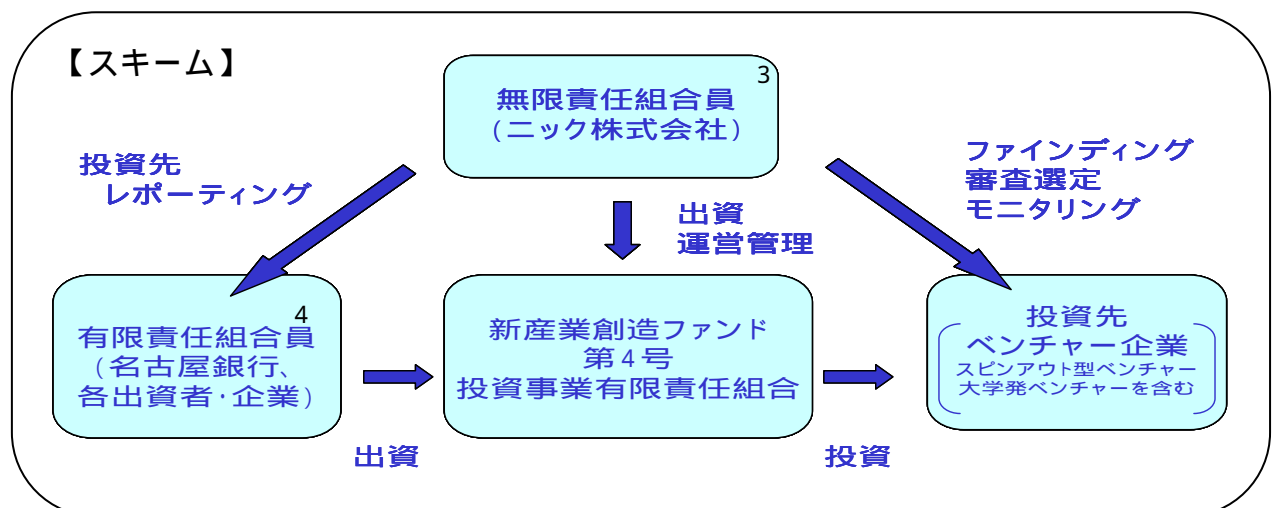 【スキーム】
3
無限責任組合員
(ニック株式会社)
投資先
レポーティング
ファインディング
審査選定
モニタリング
出資
運営管理
4
有限責任組合員
(名古屋銀行、
各出資者・企業)
新産業創造ファンド
第4号
投資事業有限責任組合
投資先
ベンチャー企業
スピンアウト型ベンチャー
大学発ベンチャーを含む
出資
投資